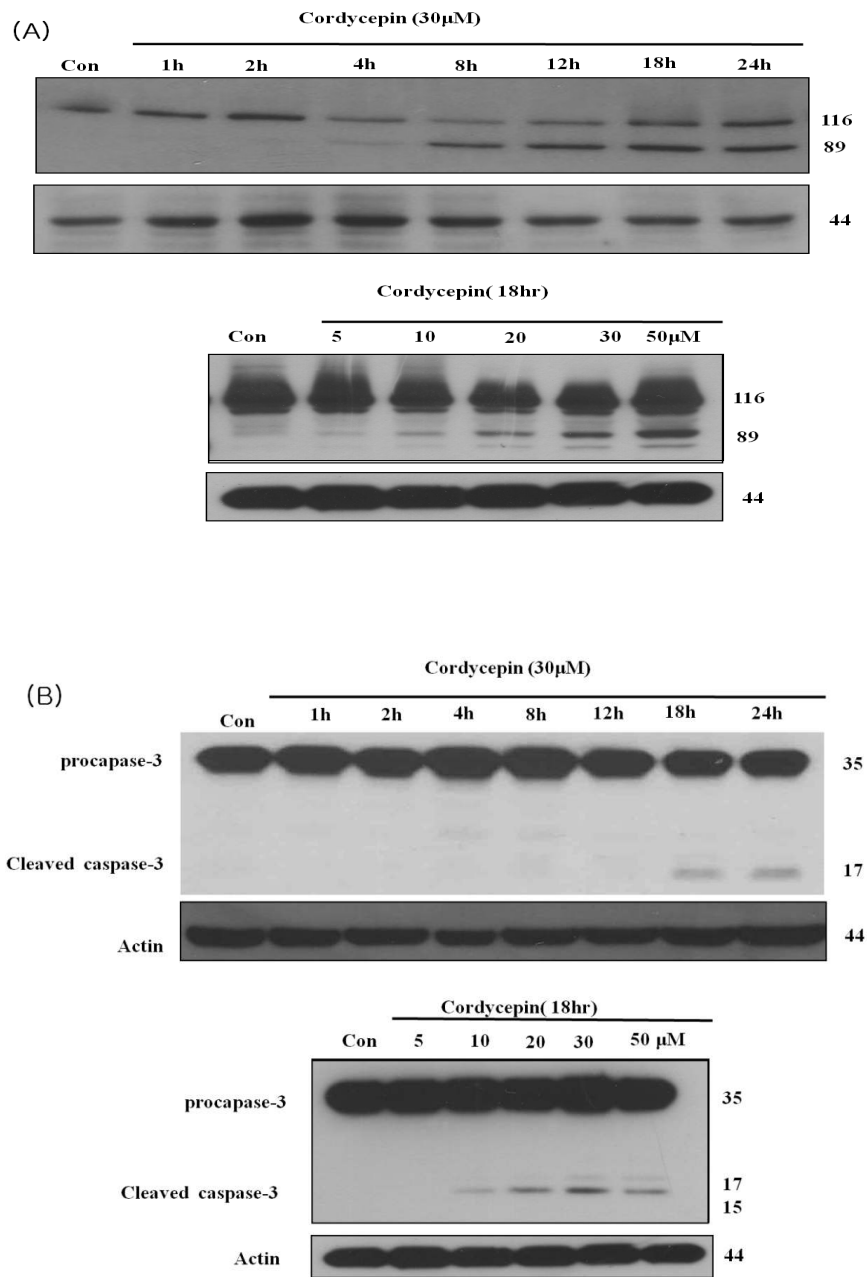 (A)
Cordycepin (30μM)
Con 1h 2h 4h 8h 12h 18h 24h
116
89
44
Cordycepin( 18hr)
Con 5 10 20 30 50μM
116
89
44
(B)
Cordycepin (30μM)
Con 1h 2h 4h 8h 12h 18h 24h
procapase-3 35
Cleaved caspase-3 17
Actin 44
Cordycepin( 18hr)
Con 5 10 20 30 50 μM
procapase-3 35
Cleaved caspase-3 17
15
Actin 44